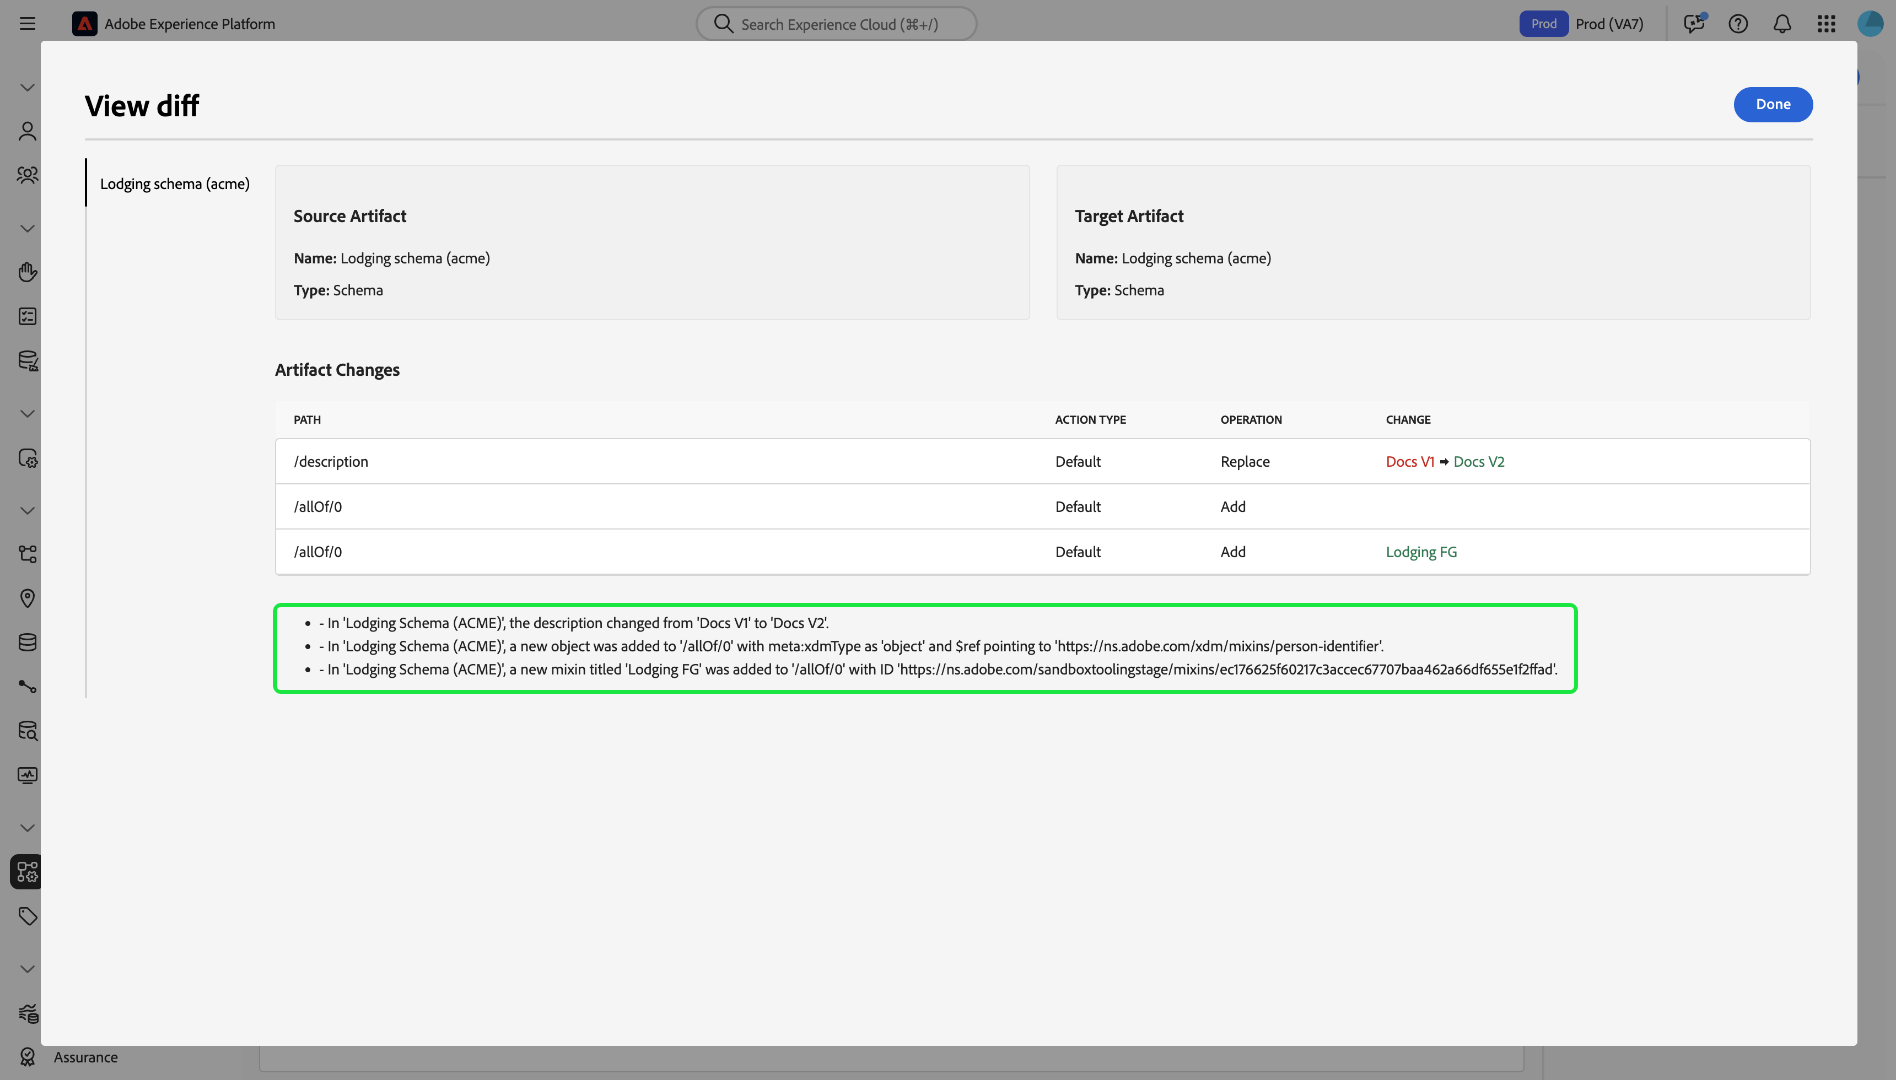 Adobe Experience Platform
Search Experience Cloud (⌘+/)
Prod Prod (VA7)
View diff
Done
Lodging schema (acme)
Source Artifact
Name: Lodging schema (acme)
Type: Schema
Target Artifact
Name: Lodging schema (acme)
Type: Schema
Artifact Changes
PATH ACTION TYPE OPERATION CHANGE
/description Default Replace Docs V1 ➡ Docs V2
/allOf/0 Default Add
/allOf/0 Default Add Lodging FG
• - In 'Lodging Schema (ACME)', the description changed from 'Docs V1' to 'Docs V2'.
• - In 'Lodging Schema (ACME)', a new object was added to '/allOf/0' with meta:xdmType as 'object' and $ref pointing to 'https://ns.adobe.com/xdm/mixins/person-identifier'.
• - In 'Lodging Schema (ACME)', a new mixin titled 'Lodging FG' was added to '/allOf/0' with ID 'https://ns.adobe.com/sandboxtoolingstage/mixins/ec176625f60217c3accec67707baa462a66df655e1f2ffad'.
Assurance